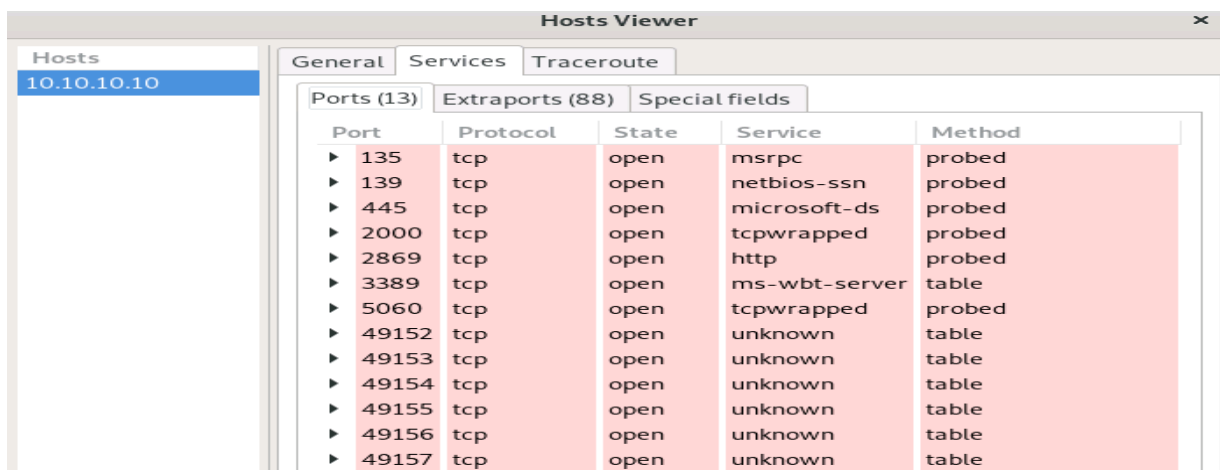 Hosts Viewer ×
Hosts
10.10.10.10
General Services Traceroute
Ports (13) Extraports (88) Special fields
Port Protocol State Service Method
135 tcp open msrpc probed
139 tcp open netbios-ssn probed
445 tcp open microsoft-ds probed
2000 tcp open tcpwrapped probed
2869 tcp open http probed
3389 tcp open ms-wbt-server table
5060 tcp open tcpwrapped probed
49152 tcp open unknown table
49153 tcp open unknown table
49154 tcp open unknown table
49155 tcp open unknown table
49156 tcp open unknown table
49157 tcp open unknown table